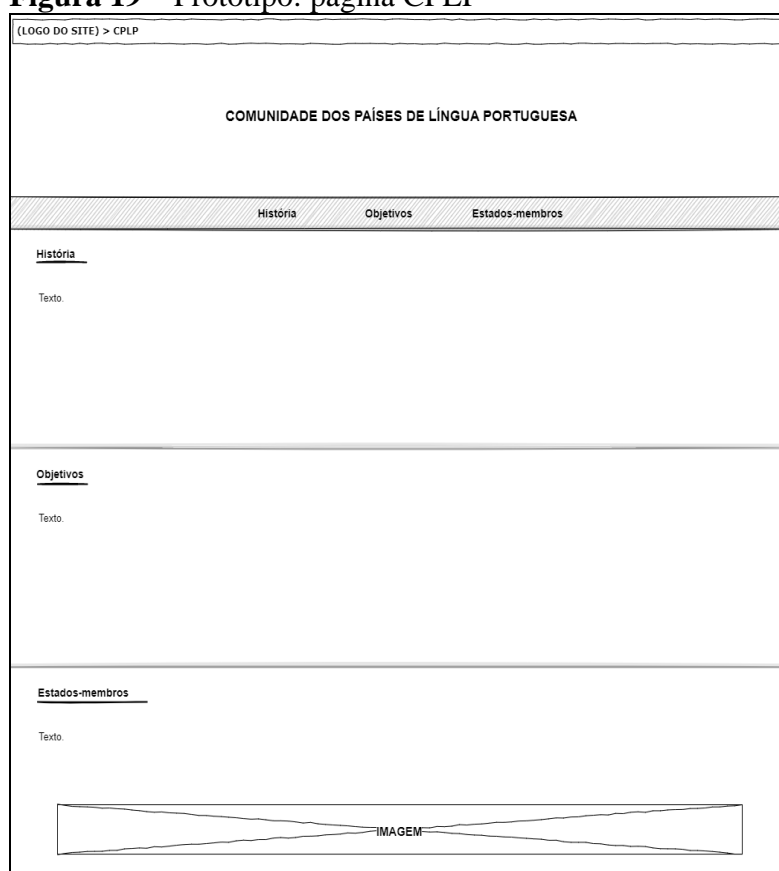 Figura 19 - Protótipo: página CPLP
(LOGO DO SITE) > CPLP
COMUNIDADE DOS PAÍSES DE LÍNGUA PORTUGUESA
História Objetivos Estados-membros
História
Texto.
Objetivos
Texto.
Estados-membros
Texto.
IMAGEM